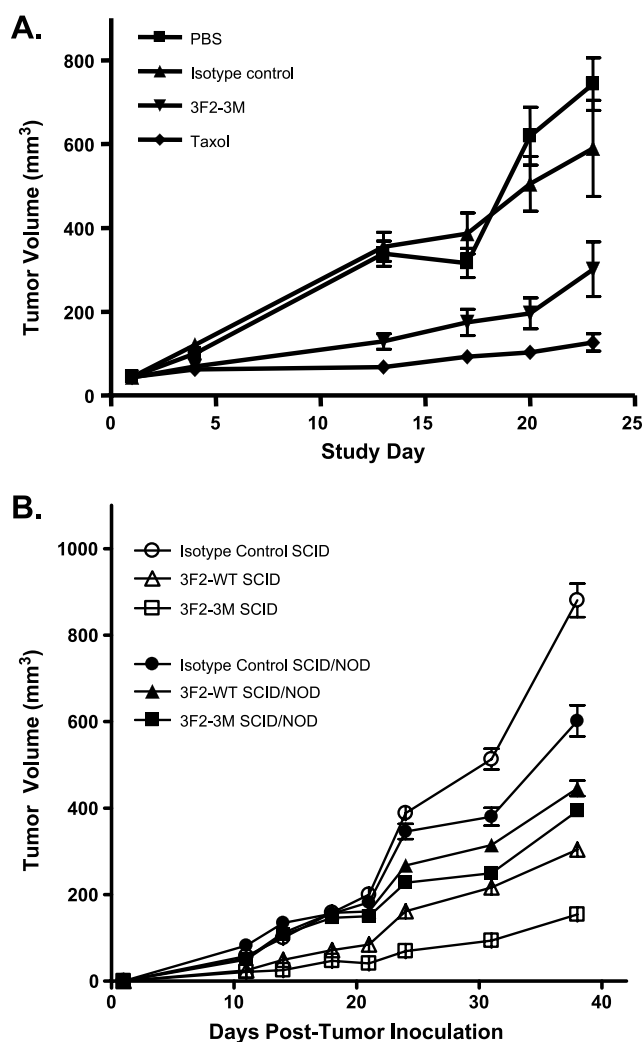 A.
PBS
Isotype control
3F2-3M
Taxol
800
600
400
200
0
Tumor Volume (mm³)
0 5 10 15 20 25
Study Day
B.
Isotype Control SCID
3F2-WT SCID
3F2-3M SCID
Isotype Control SCID/NOD
3F2-WT SCID/NOD
3F2-3M SCID/NOD
1000
800
600
400
200
0
Tumor Volume (mm³)
0 10 20 30 40
Days Post-Tumor Inoculation